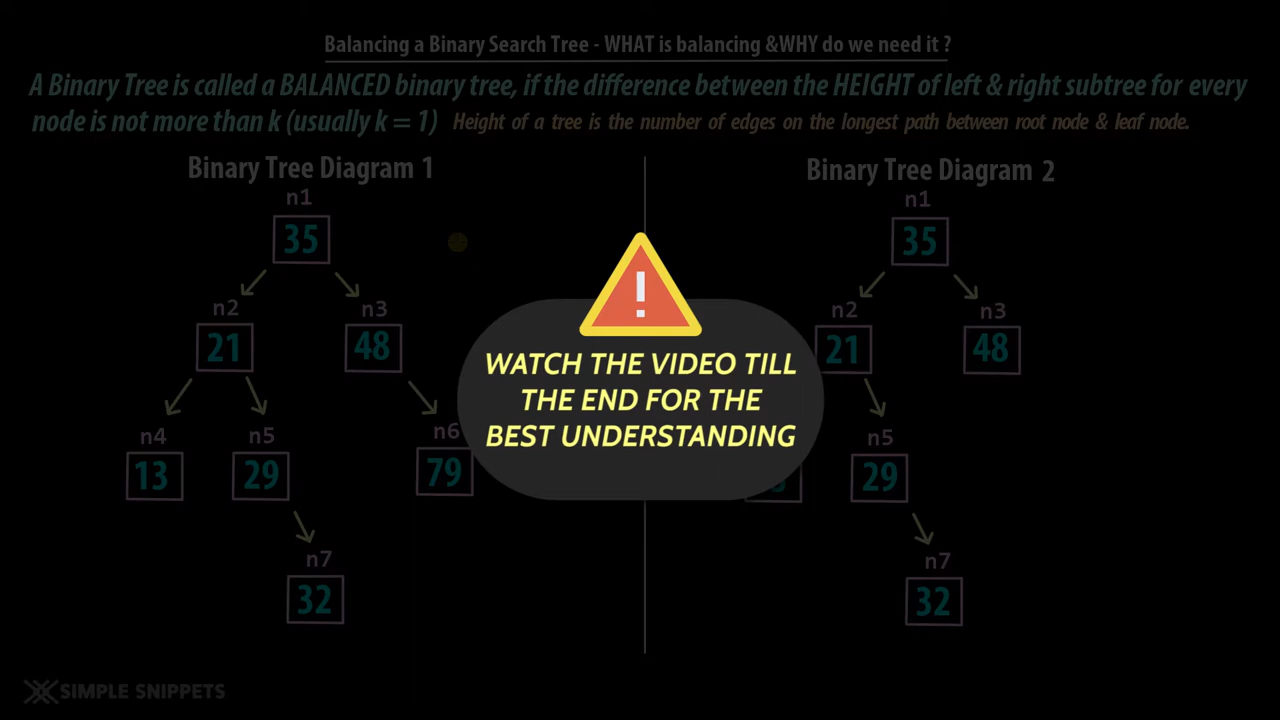 Balancing a Binary Search Tree - WHAT is balancing &WHY do we need it ?
A Binary Tree is called a BALANCED binary tree, if the difference between the HEIGHT of left & right subtree for every
node is not more than k (usually k = 1) Height of a tree is the number of edges on the longest path between root node & leaf node.
Binary Tree Diagram 1
n1
35
n2 n3
21 48
n4 n5 n6
13 29 79
n7
32
Binary Tree Diagram 2
n1
35
n2 n3
21 48
n5
29
n7
32
!
WATCH THE VIDEO TILL
THE END FOR THE
BEST UNDERSTANDING
SIMPLE SNIPPETS